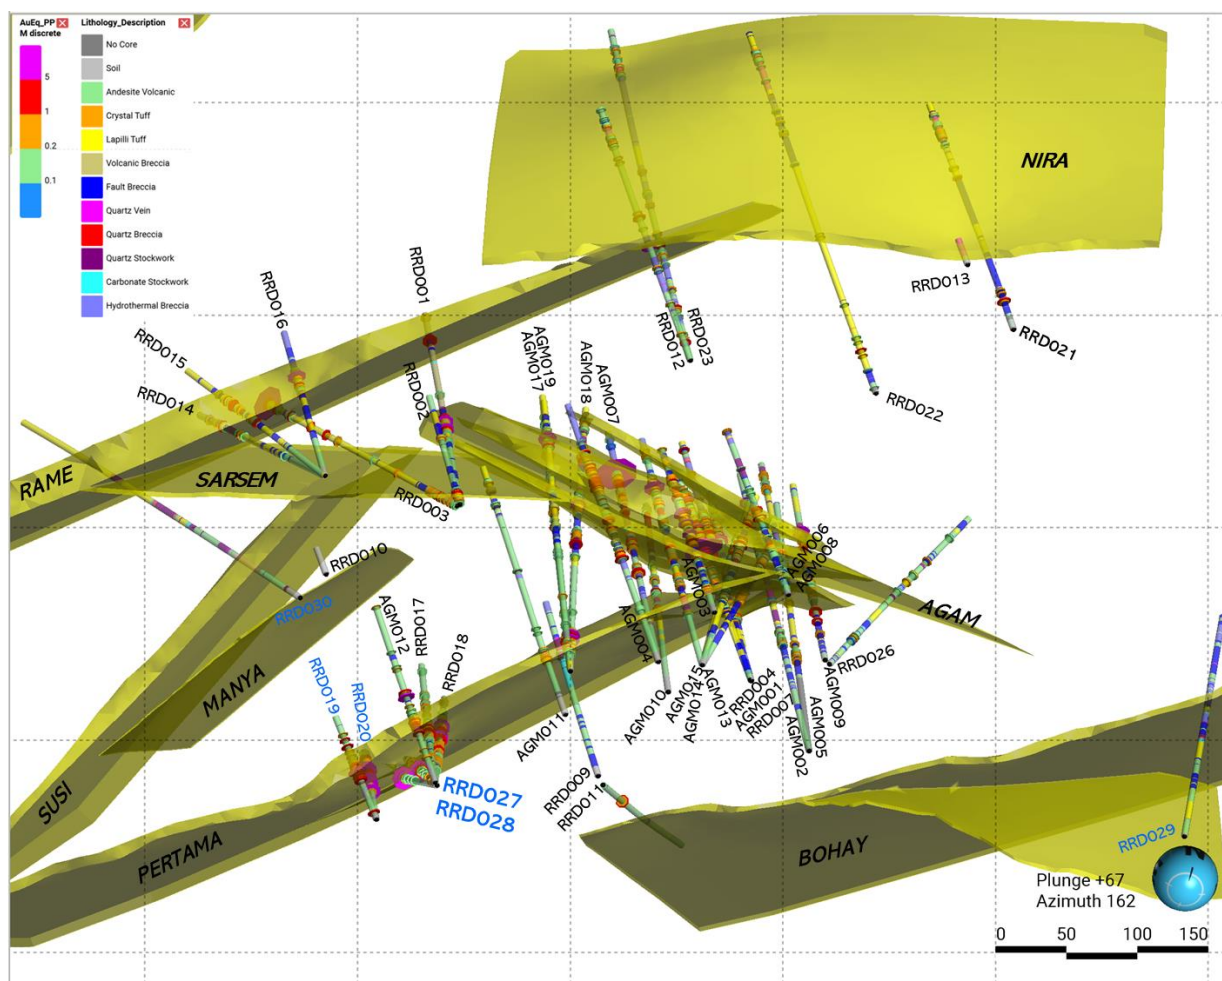 AuEq_PP
M discrete
5
1
0.2
0.1
Lithology_Description
No Core
Soil
Andesite Volcanic
Crystal Tuff
Lapilli Tuff
Volcanic Breccia
Fault Breccia
Quartz Vein
Quartz Breccia
Quartz Stockwork
Carbonate Stockwork
Hydrothermal Breccia
NIRA
RRD013
RRD021
RRD012
RRD023
RRD022
RRD001
RRD016
RRD015
RRD014
RRD002
AGM017
AGM019
AGM018
AGM007
RAME
SARSEM
RRD003
RRD010
RRD030
AGM006
AGM008
AGM003
AGAM
AGM012
RRD017
RRD018
AGM004
RRD026
MANYA
RRD019
RRD020
AGM011
AGM010
AGM015
AGM014
AGM013
RRD004
AGM001
RRD007
AGM002
AGM005
AGM009
SUSI
PERTAMA
RRD027
RRD028
RRD009
RRD011
BOHAY
RRD029
N
Plunge +67
Azimuth 162
0 50 100 150